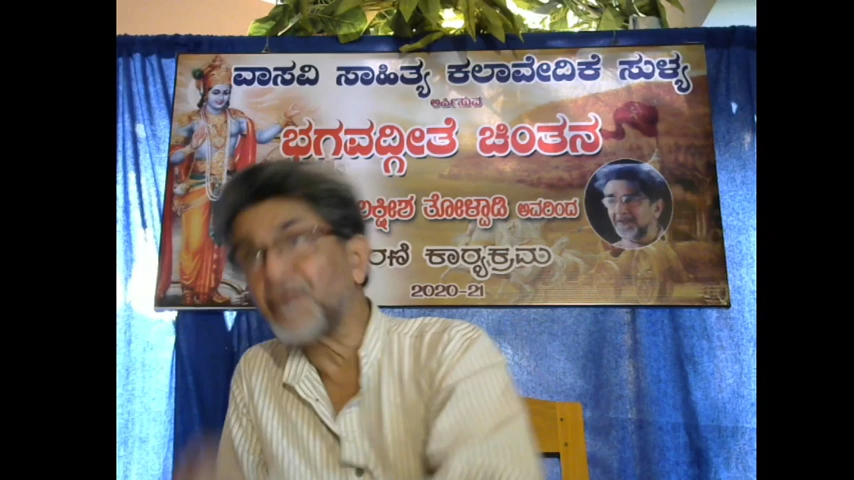 ವಾಸವಿ ಸಾಹಿತ್ಯ ಕಲಾವೇದಿಕೆ ಸುಳ್ಯ
ಅರ್ಪಿಸುವ
ಭಗವದ್ಗೀತೆ ಚಿಂತನ
ತೋಳ್ಪಾಡಿ ಅವರಿಂದ
ಕಾರ್‍ಯಕ್ರಮ
2020-21